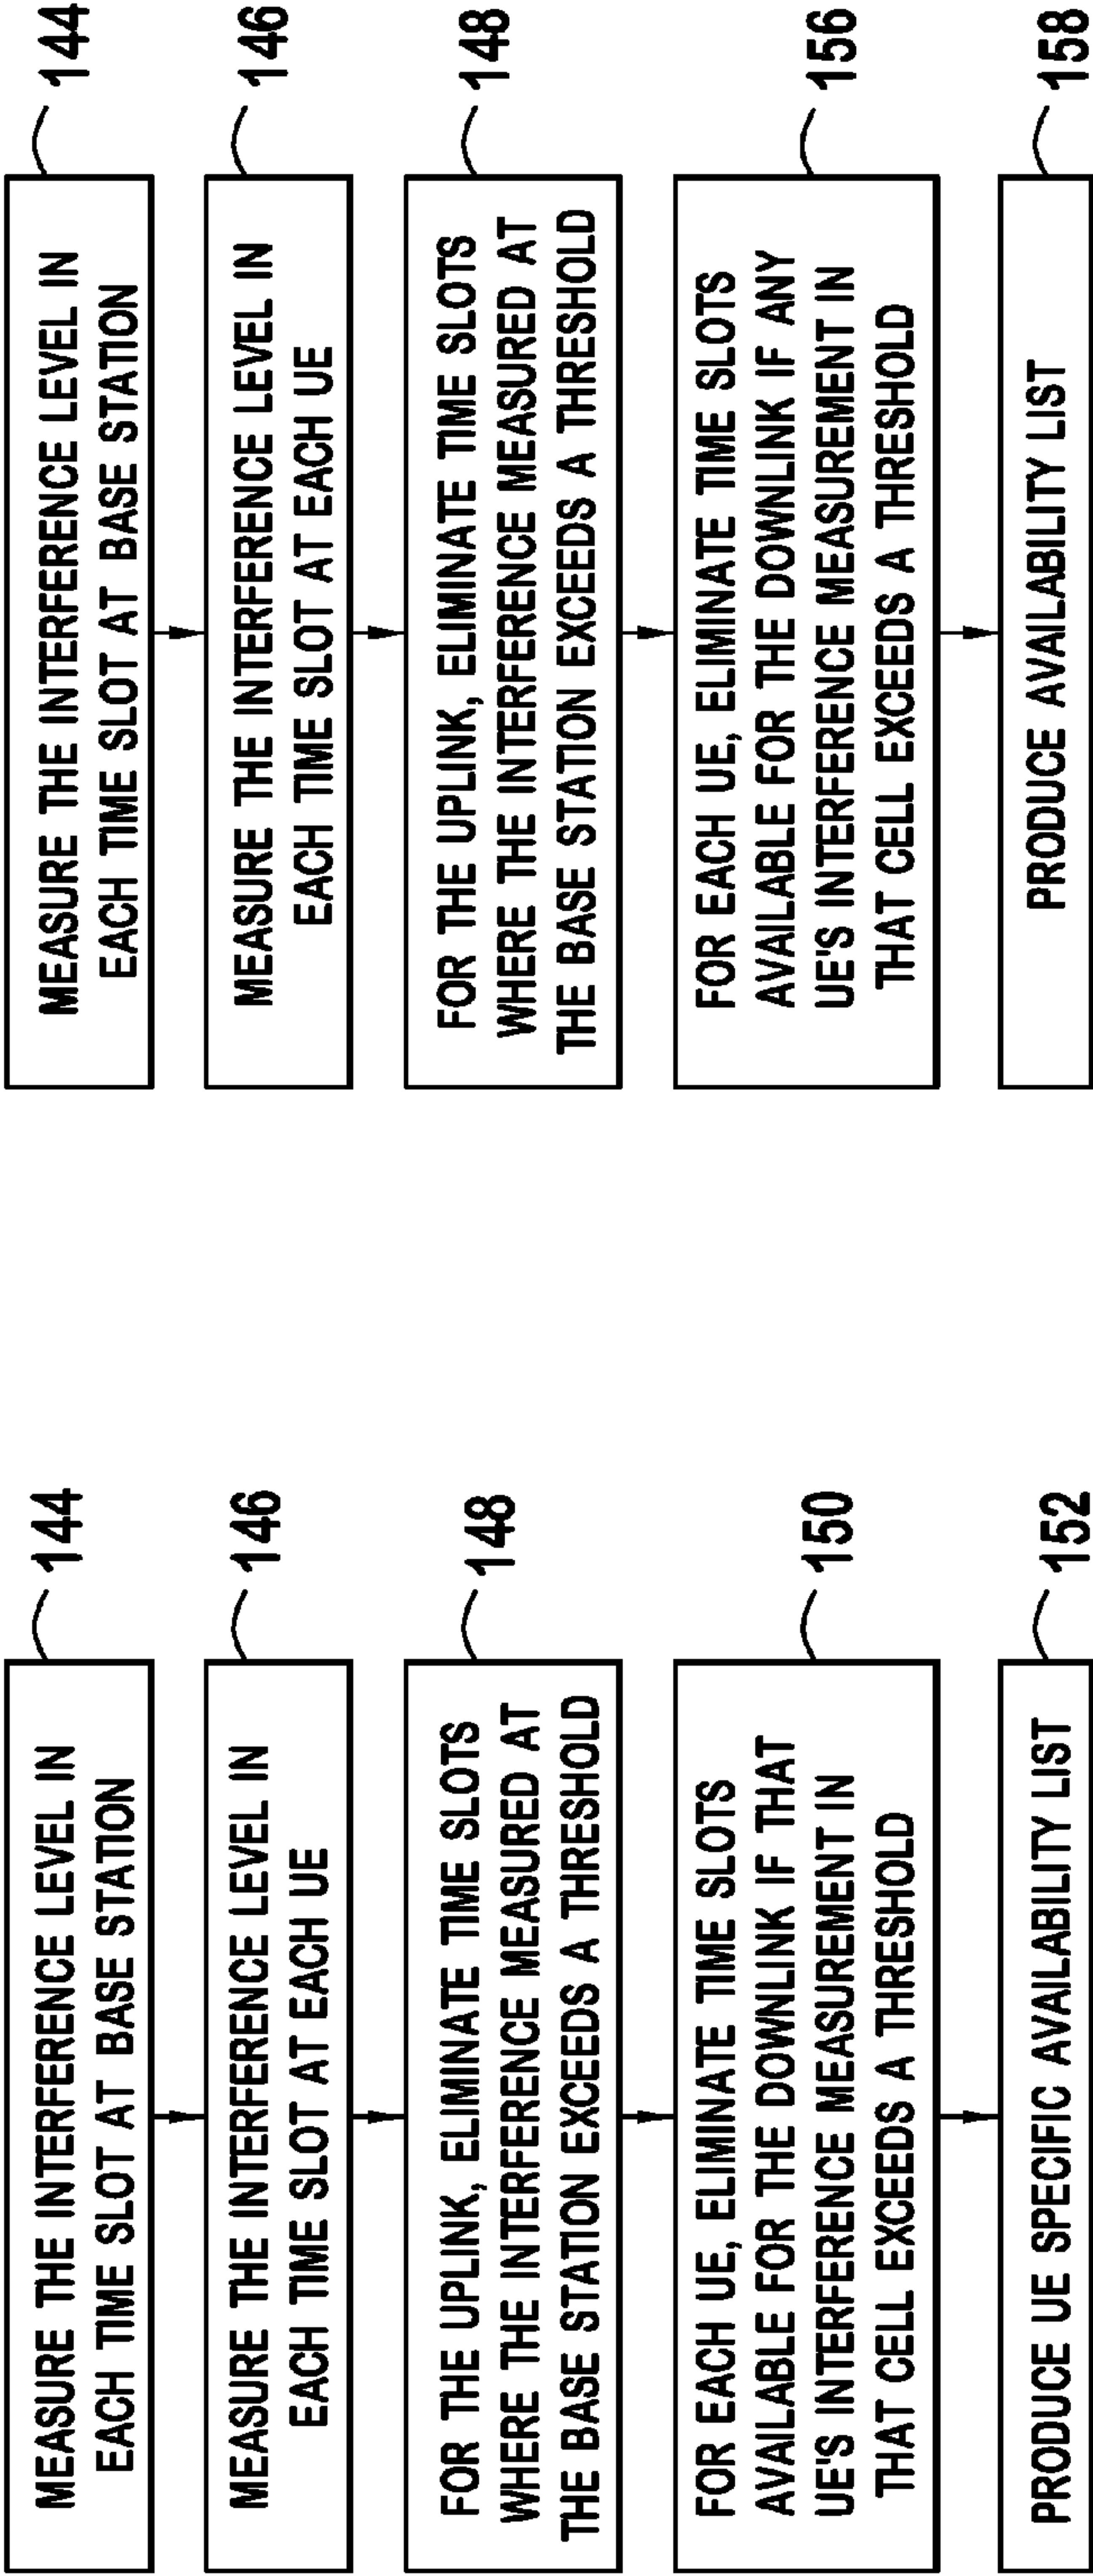 MEASURE THE INTERFERENCE LEVEL IN
EACH TIME SLOT AT BASE STATION
144
MEASURE THE INTERFERENCE LEVEL IN
EACH TIME SLOT AT EACH UE
146
FOR THE UPLINK, ELIMINATE TIME SLOTS
WHERE THE INTERFERENCE MEASURED AT
THE BASE STATION EXCEEDS A THRESHOLD
148
FOR EACH UE, ELIMINATE TIME SLOTS
AVAILABLE FOR THE DOWNLINK IF THAT
UE'S INTERFERENCE MEASUREMENT IN
THAT CELL EXCEEDS A THRESHOLD
150
PRODUCE UE SPECIFIC AVAILABILITY LIST
152
MEASURE THE INTERFERENCE LEVEL IN
EACH TIME SLOT AT BASE STATION
144
MEASURE THE INTERFERENCE LEVEL IN
EACH TIME SLOT AT EACH UE
146
FOR THE UPLINK, ELIMINATE TIME SLOTS
WHERE THE INTERFERENCE MEASURED AT
THE BASE STATION EXCEEDS A THRESHOLD
148
FOR EACH UE, ELIMINATE TIME SLOTS
AVAILABLE FOR THE DOWNLINK IF ANY
UE'S INTERFERENCE MEASUREMENT IN
THAT CELL EXCEEDS A THRESHOLD
156
PRODUCE AVAILABILITY LIST
158